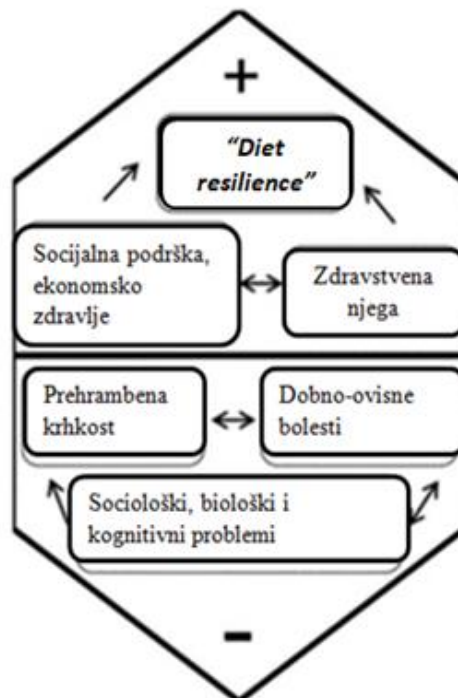 +
“Diet
resilience”
Socijalna podrška,
ekonomsko
zdravlje
Zdravstvena
njega
Prehrambena
krhkost
Dobno-ovisne
bolesti
Sociološki, biološki i
kognitivni problemi
-